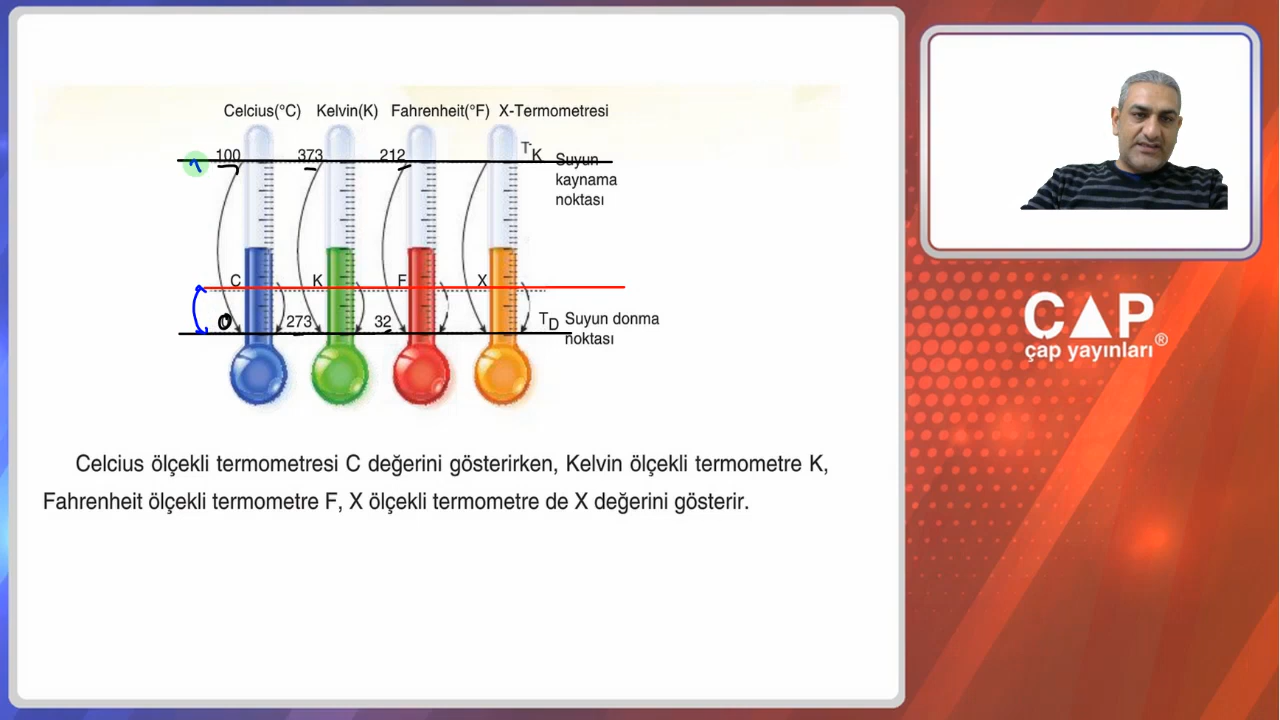 Celcius(°C) Kelvin(K) Fahrenheit(°F) X-Termometresi
100 373 212 TK Suyun
kaynama
noktası
C K F X
0 273 32 TD Suyun donma
noktası
Celcius ölçekli termometresi C değerini gösterirken, Kelvin ölçekli termometre K,
Fahrenheit ölçekli termometre F, X ölçekli termometre de X değerini gösterir.
ÇAP
çap yayınları®